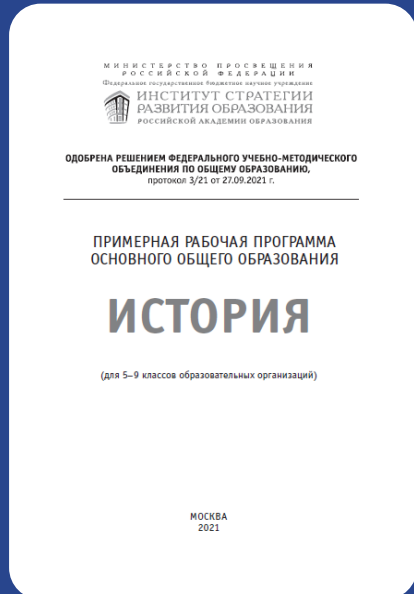 МИНИСТЕРСТВО ПРОСВЕЩЕНИЯ
РОССИЙСКОЙ ФЕДЕРАЦИИ
Федеральное государственное бюджетное научное учреждение
ИНСТИТУТ СТРАТЕГИИ
РАЗВИТИЯ ОБРАЗОВАНИЯ
РОССИЙСКОЙ АКАДЕМИИ ОБРАЗОВАНИЯ
ОДОБРЕНА РЕШЕНИЕМ ФЕДЕРАЛЬНОГО УЧЕБНО-МЕТОДИЧЕСКОГО
ОБЪЕДИНЕНИЯ ПО ОБЩЕМУ ОБРАЗОВАНИЮ,
протокол 3/21 от 27.09.2021 г.
ПРИМЕРНАЯ РАБОЧАЯ ПРОГРАММА
ОСНОВНОГО ОБЩЕГО ОБРАЗОВАНИЯ
ИСТОРИЯ
(для 5–9 классов образовательных организаций)
МОСКВА
2021